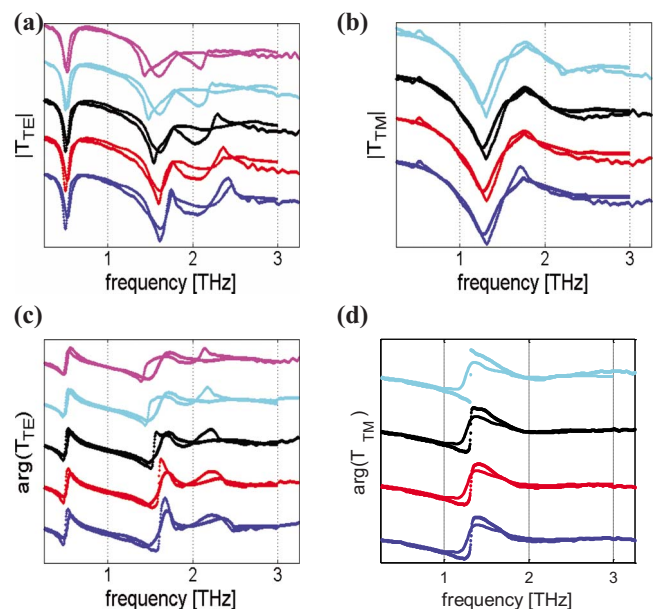 (a)
(b)
|T_TE|
|T_TM|
1 2 3
1 2 3
frequency [THz]
frequency [THz]
(c)
(d)
arg(T_TE)
arg(T_TM)
1 2 3
1 2 3
frequency [THz]
frequency [THz]